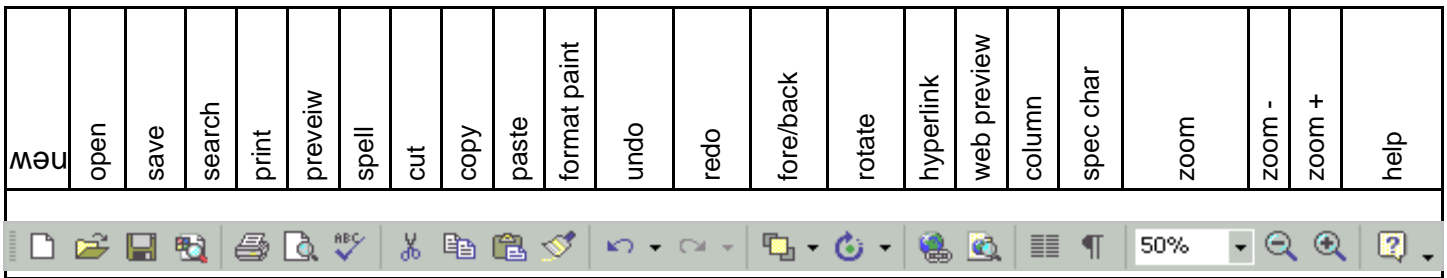 new open save search print preveiw spell cut copy paste format paint undo redo fore/back rotate hyperlink web preview column spec char zoom zoom - zoom + help
ABC 50% ?